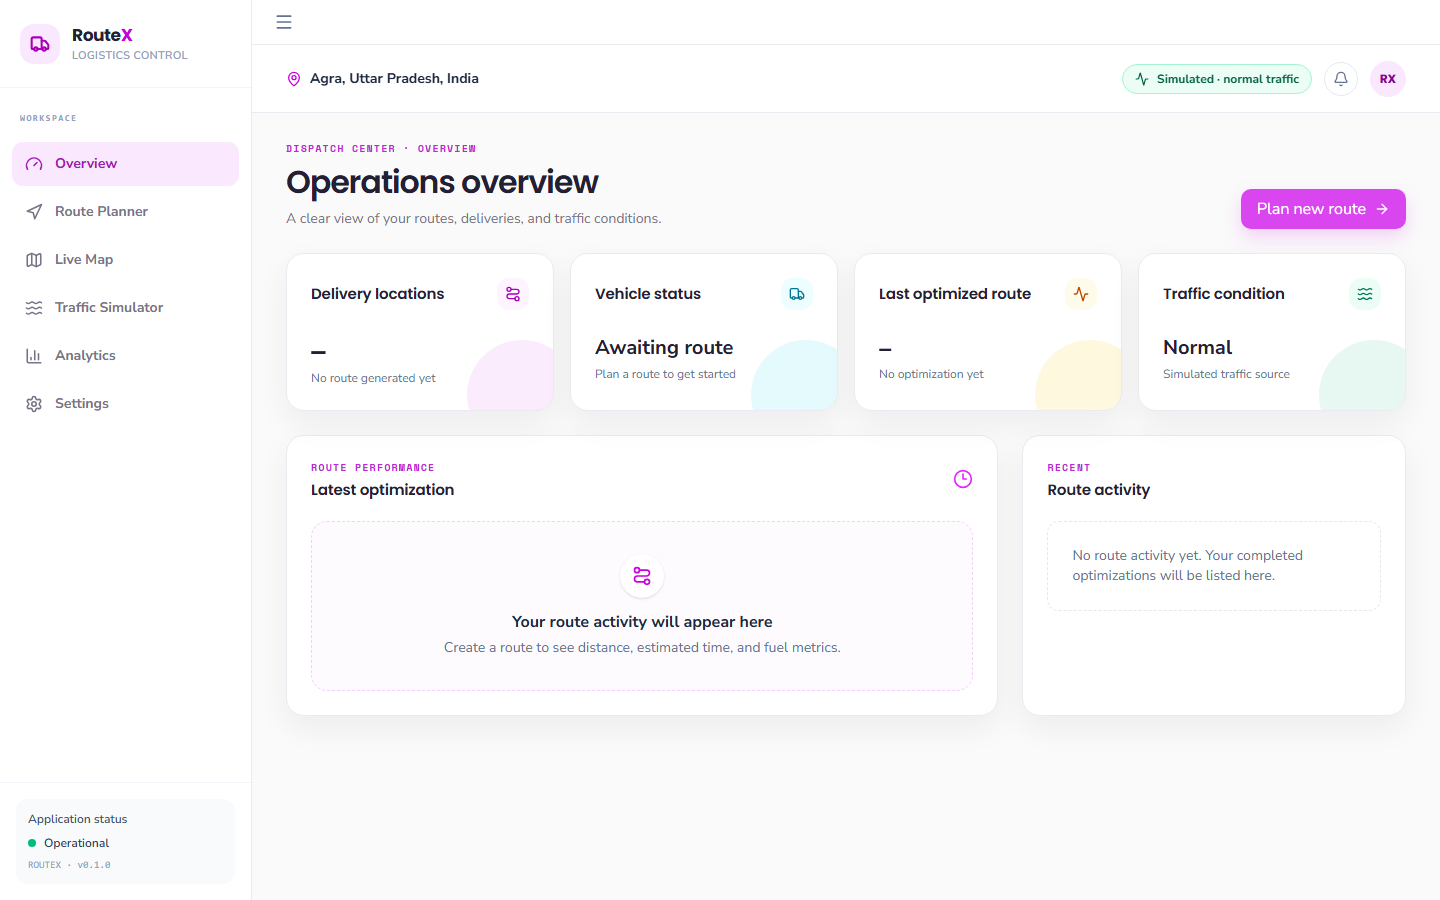 RouteX
LOGISTICS CONTROL
WORKSPACE
Overview
Route Planner
Live Map
Traffic Simulator
Analytics
Settings
Application status
Operational
ROUTEX · v0.1.0
Agra, Uttar Pradesh, India
Simulated · normal traffic
RX
DISPATCH CENTER · OVERVIEW
Operations overview
A clear view of your routes, deliveries, and traffic conditions.
Plan new route
Delivery locations
—
No route generated yet
Vehicle status
Awaiting route
Plan a route to get started
Last optimized route
—
No optimization yet
Traffic condition
Normal
Simulated traffic source
ROUTE PERFORMANCE
Latest optimization
Your route activity will appear here
Create a route to see distance, estimated time, and fuel metrics.
RECENT
Route activity
No route activity yet. Your completed
optimizations will be listed here.